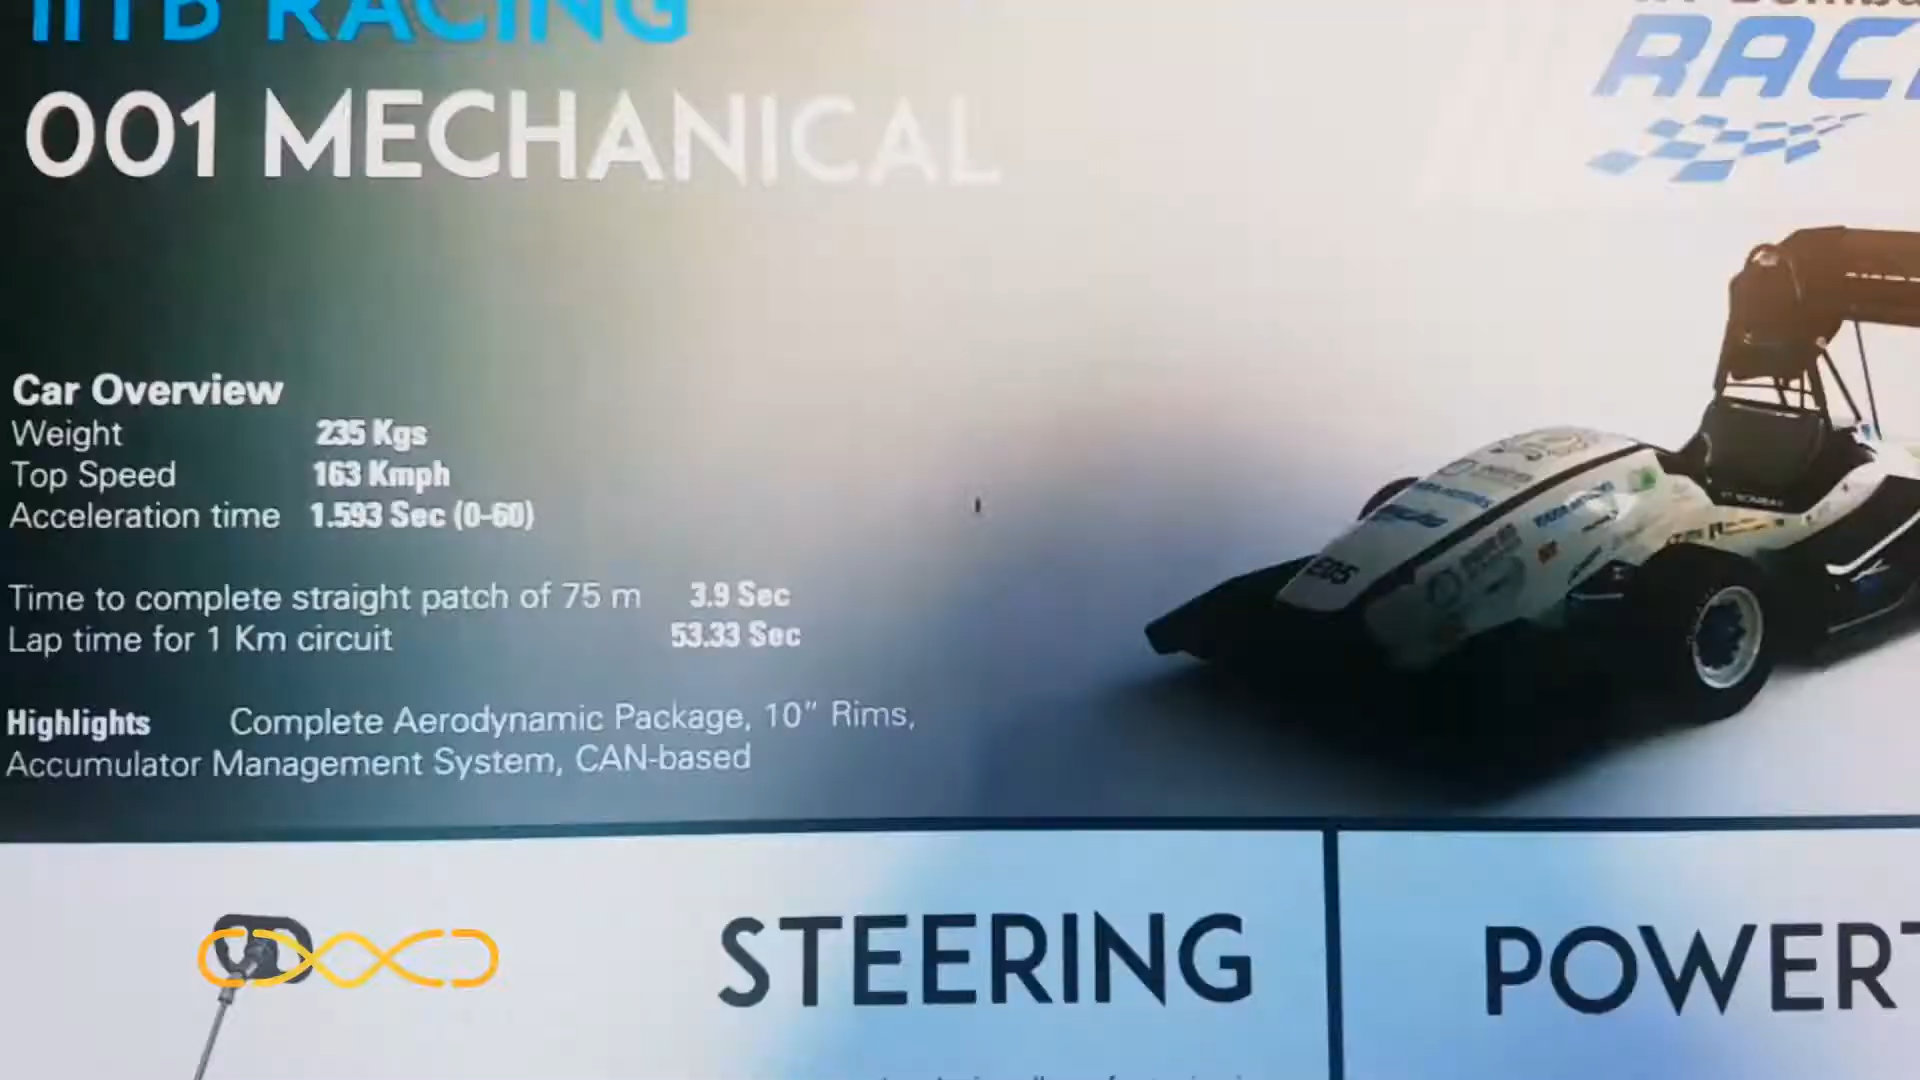 IITB RACING
RAC
001 MECHANICAL
Car Overview
Weight 235 Kgs
Top Speed 163 Kmph
Acceleration time 1.593 Sec (0-60)
Time to complete straight patch of 75 m 3.9 Sec
Lap time for 1 Km circuit 53.33 Sec
Highlights Complete Aerodynamic Package, 10" Rims,
Accumulator Management System, CAN-based
E05
STEERING
POWERT